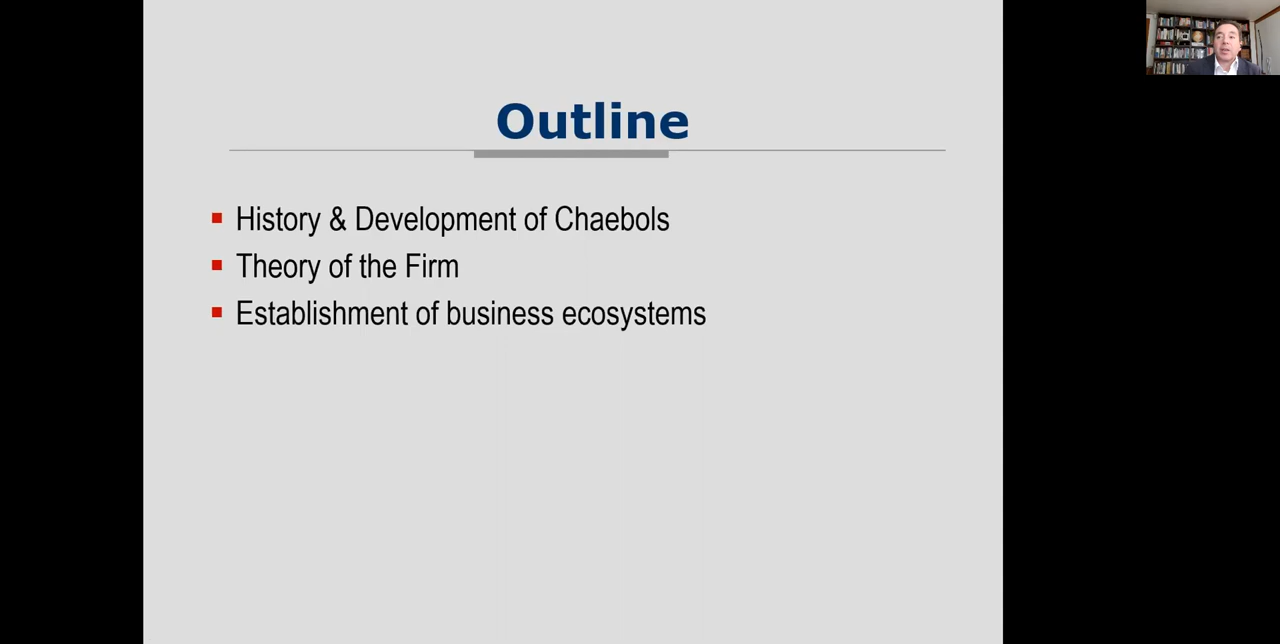 Outline
History & Development of Chaebols
Theory of the Firm
Establishment of business ecosystems